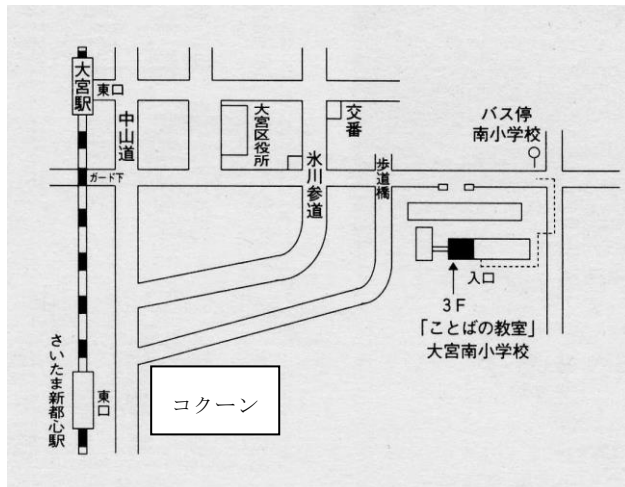 大宮駅
東口
中山道
大宮区役所
交番
氷川参道
歩道橋
バス停
南小学校
ガード下
入口
3F
「ことばの教室」
大宮南小学校
さいたま新都心駅
東口
コクーン